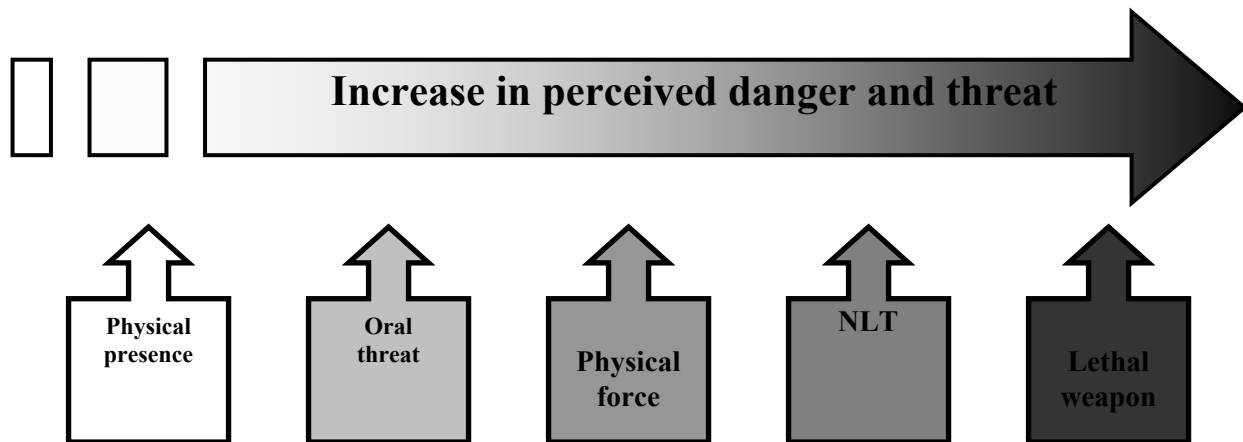 Increase in perceived danger and threat
Physical
presence
Oral
threat
Physical
force
NLT
Lethal
weapon